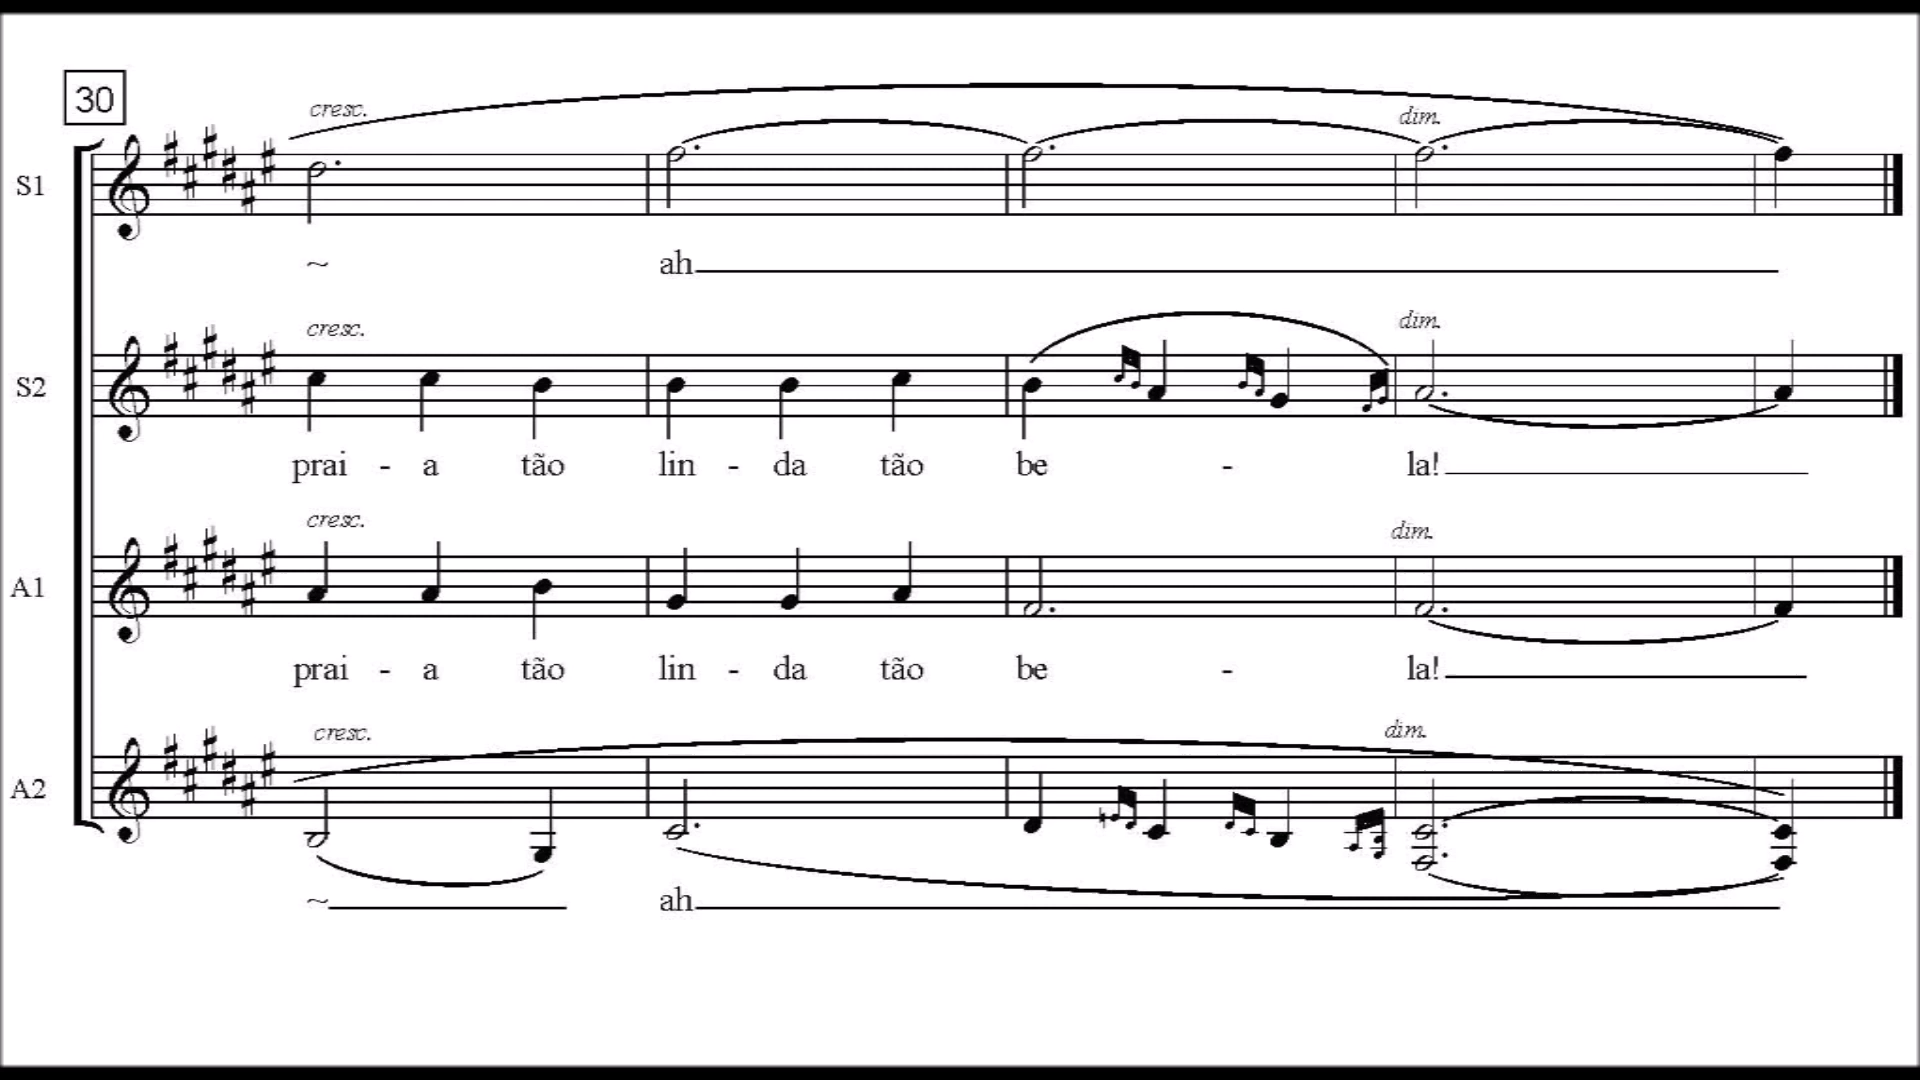 30
cresc. dim.
S1
~ ah
cresc. dim.
S2
prai - a tão lin - da tão be - la!
cresc. dim.
A1
prai - a tão lin - da tão be - la!
cresc. dim.
A2
~ ah